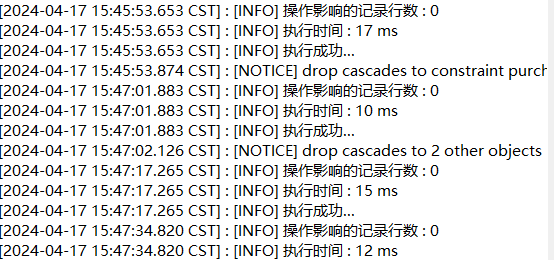 [2024-04-17 15:45:53.653 CST] : [INFO] 操作影响的记录行数 : 0
[2024-04-17 15:45:53.653 CST] : [INFO] 执行时间 : 17 ms
[2024-04-17 15:45:53.653 CST] : [INFO] 执行成功...
[2024-04-17 15:45:53.874 CST] : [NOTICE] drop cascades to constraint purch
[2024-04-17 15:47:01.883 CST] : [INFO] 操作影响的记录行数 : 0
[2024-04-17 15:47:01.883 CST] : [INFO] 执行时间 : 10 ms
[2024-04-17 15:47:01.883 CST] : [INFO] 执行成功...
[2024-04-17 15:47:02.126 CST] : [NOTICE] drop cascades to 2 other objects
[2024-04-17 15:47:17.265 CST] : [INFO] 操作影响的记录行数 : 0
[2024-04-17 15:47:17.265 CST] : [INFO] 执行时间 : 15 ms
[2024-04-17 15:47:17.265 CST] : [INFO] 执行成功...
[2024-04-17 15:47:34.820 CST] : [INFO] 操作影响的记录行数 : 0
[2024-04-17 15:47:34.820 CST] : [INFO] 执行时间 : 12 ms